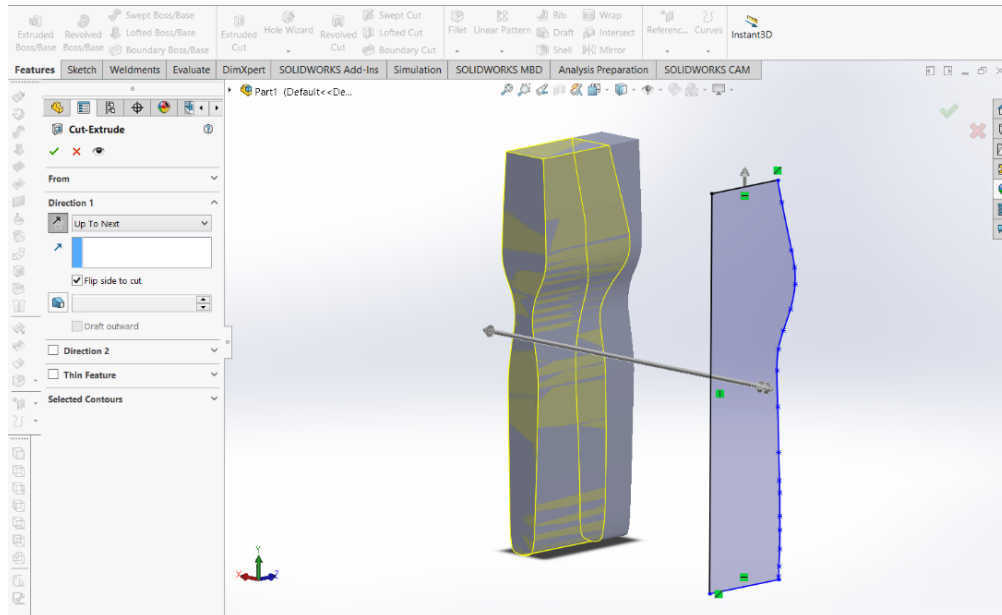 Extruded Boss/Base
Revolved Boss/Base
Swept Boss/Base
Lofted Boss/Base
Boundary Boss/Base
Extruded Cut
Hole Wizard
Revolved Cut
Swept Cut
Lofted Cut
Boundary Cut
Fillet
Linear Pattern
Rib
Draft
Shell
Wrap
Intersect
Mirror
Referenc...
Curves
Instant3D
Features Sketch Weldments Evaluate DimXpert SOLIDWORKS Add-Ins Simulation SOLIDWORKS MBD Analysis Preparation SOLIDWORKS CAM
Part1 (Default<<De...
Cut-Extrude
From
Direction 1
Up To Next
Flip side to cut
Draft outward
Direction 2
Thin Feature
Selected Contours
Y
X
Z